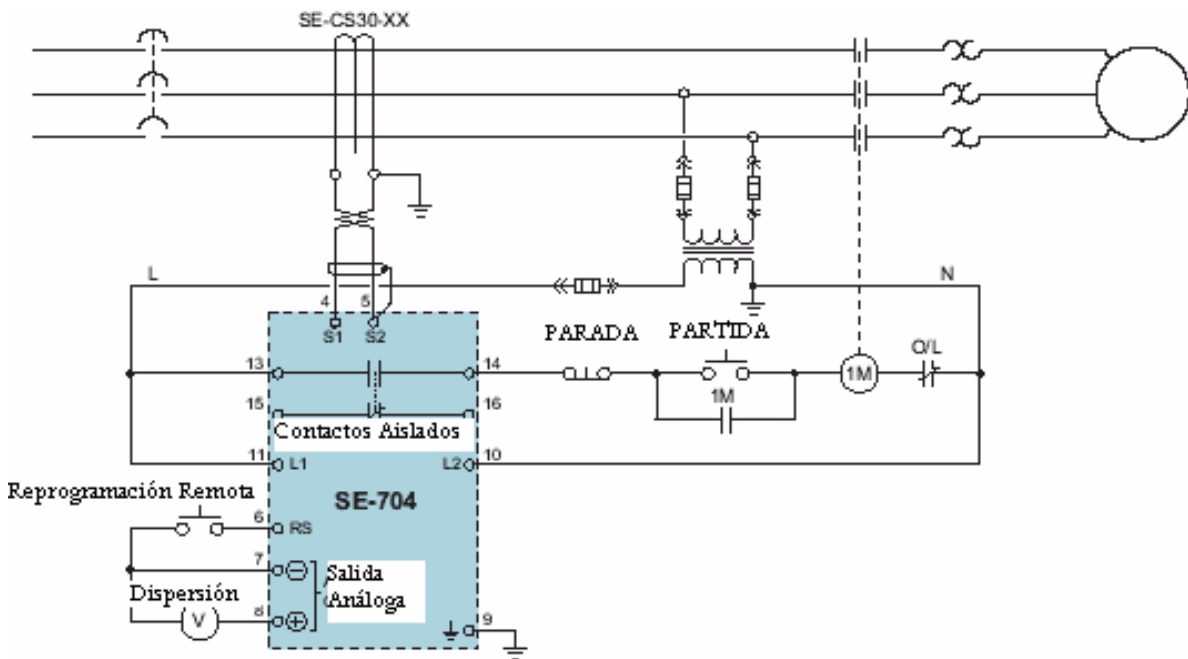 SE-CS30-XX
L
N
4
5
S1
S2
PARADA
PARTIDA
O/L
13
14
1M
1M
15
16
Contactos Aislados
11
L1
L2
10
Reprogramación Remota
SE-704
6
RS
7
Salida
Análoga
Dispersión
V
8
9